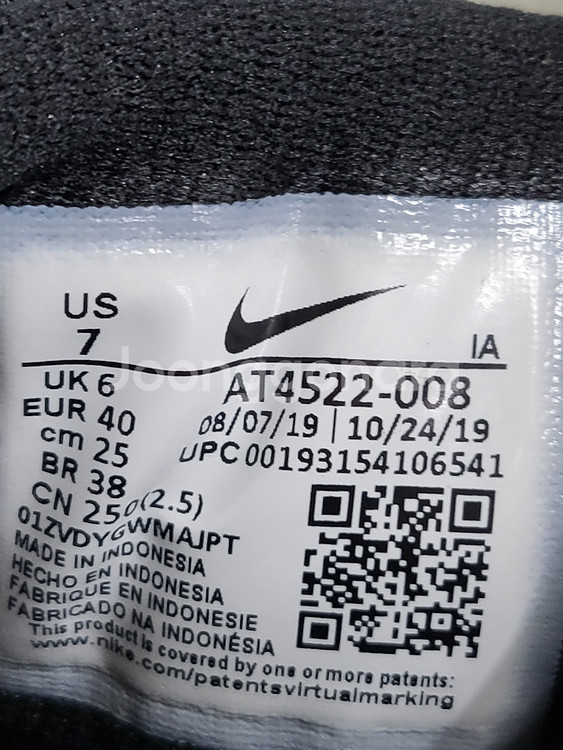 US
7
IA
UK 6
EUR 40
cm 25
BR 38
CN 250(2.5)
AT4522-008
08/07/19 | 10/24/19
UPC 00193154106541
01ZVDYGWMAJPT
MADE IN INDONESIA
HECHO EN INDONESIA
FABRIQUE EN INDONESIE
FABRICADO NA INDONÉSIA
This product is covered by one or more patents:
www.nike.com/patentsvirtualmarking